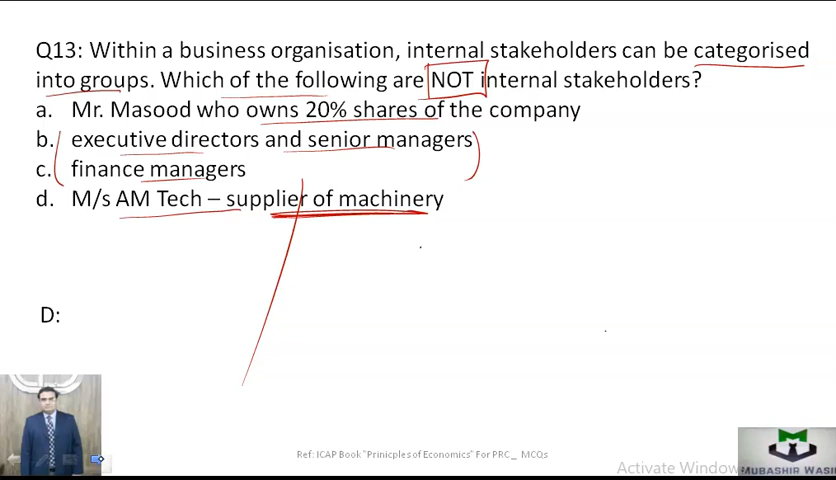 Q13: Within a business organisation, internal stakeholders can be categorised
into groups. Which of the following are NOT internal stakeholders?
a. Mr. Masood who owns 20% shares of the company
b. executive directors and senior managers
c. finance managers
d. M/s AM Tech – supplier of machinery
D:
Ref: ICAP Book "Prinicples of Economics" For PRC_ MCQs
Activate Window
MUBASHIR WASI